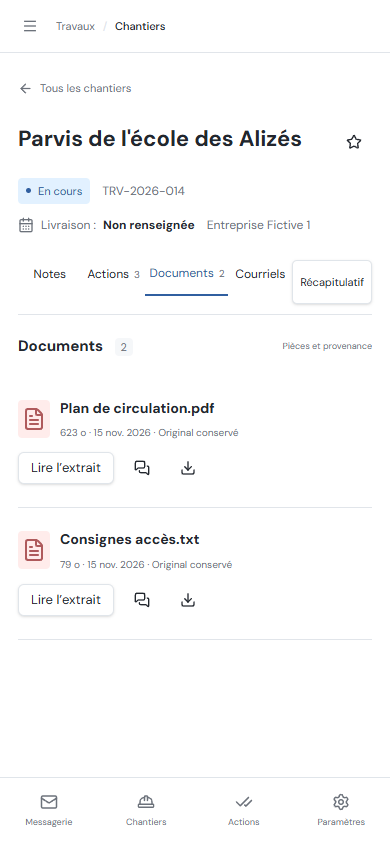 Travaux / Chantiers
Tous les chantiers
Parvis de l'école des Alizés
En cours TRV-2026-014
Livraison : Non renseignée Entreprise Fictive 1
Notes Actions 3 Documents 2 Courriels Récapitulatif
Documents 2 Pièces et provenance
Plan de circulation.pdf
623 o · 15 nov. 2026 · Original conservé
Lire l’extrait
Consignes accès.txt
79 o · 15 nov. 2026 · Original conservé
Lire l’extrait
Messagerie Chantiers Actions Paramètres